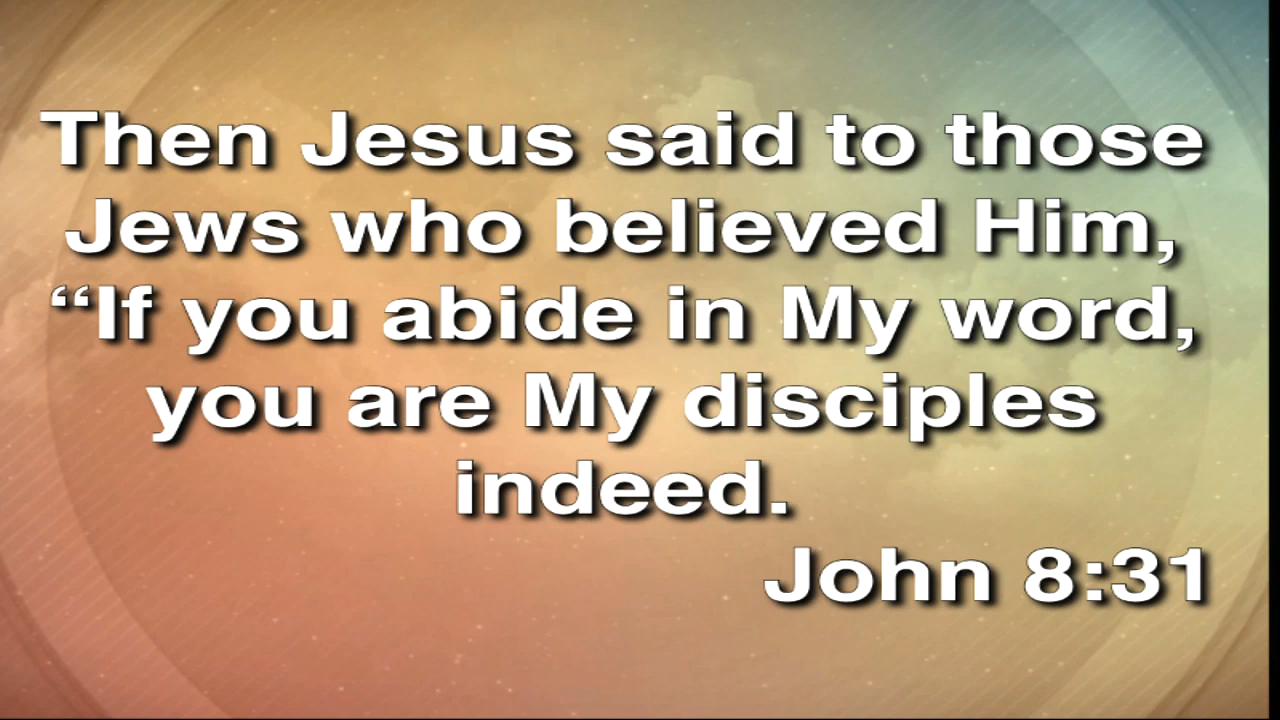 Then Jesus said to those
Jews who believed Him,
“If you abide in My word,
you are My disciples
indeed.
John 8:31